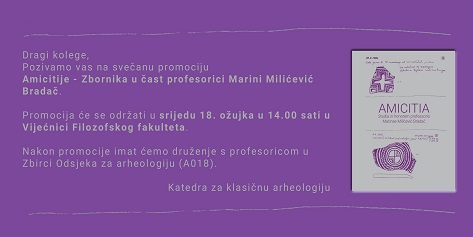 Dragi kolege,
Pozivamo vas na svečanu promociju
Amicitije - Zbornika u čast profesorici Marini Milićević
Bradač.
Promocija će se održati u srijedu 18. ožujka u 14.00 sati u
Vijećnici Filozofskog fakulteta.
Nakon promocije imat ćemo druženje s profesoricom u
Zbirci Odsjeka za arheologiju (A018).
Katedra za klasičnu arheologiju
AMICITIA